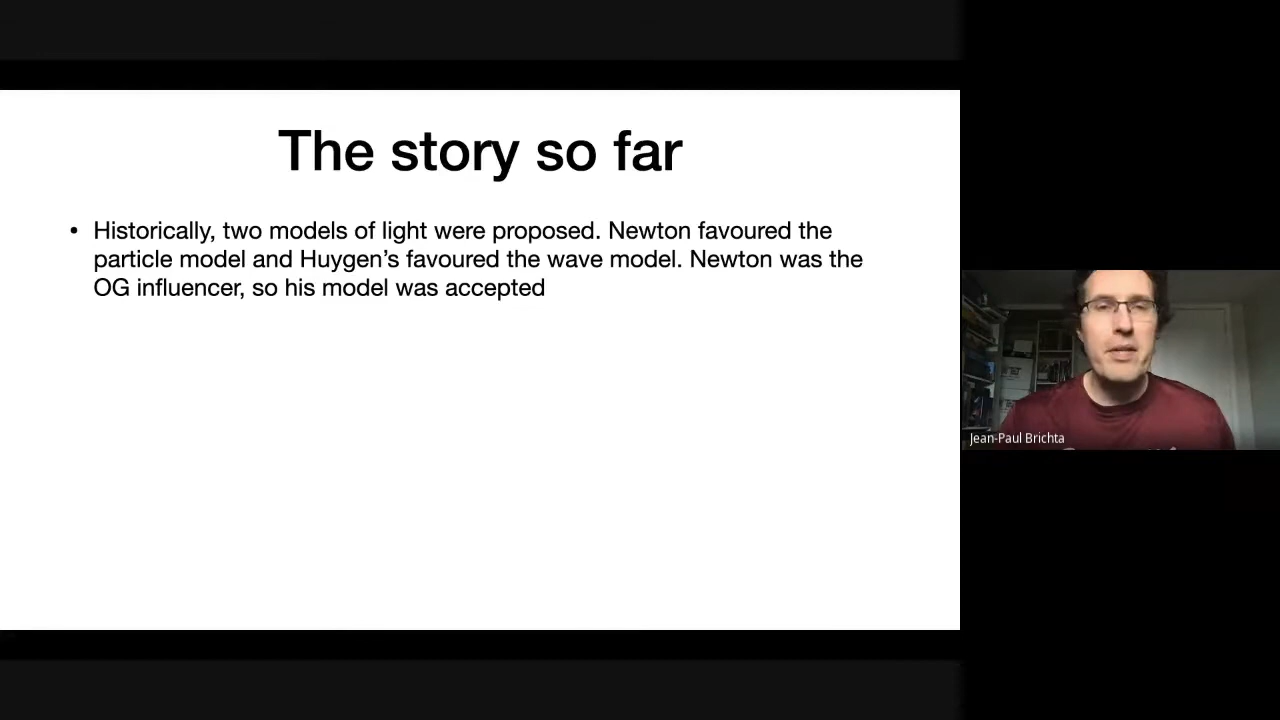 The story so far
• Historically, two models of light were proposed. Newton favoured the
particle model and Huygen’s favoured the wave model. Newton was the
OG influencer, so his model was accepted
Jean-Paul Brichta